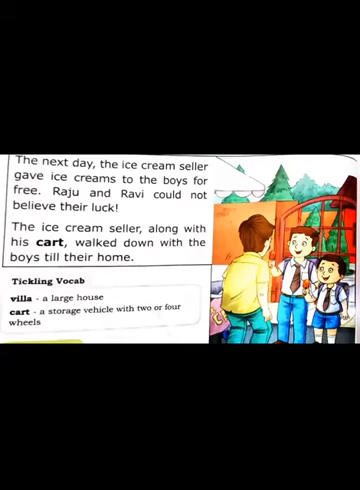 The next day, the ice cream seller
gave ice creams to the boys for
free. Raju and Ravi could not
believe their luck!
The ice cream seller, along with
his cart, walked down with the
boys till their home.
Tickling Vocab
villa - a large house
cart - a storage vehicle with two or four
wheels